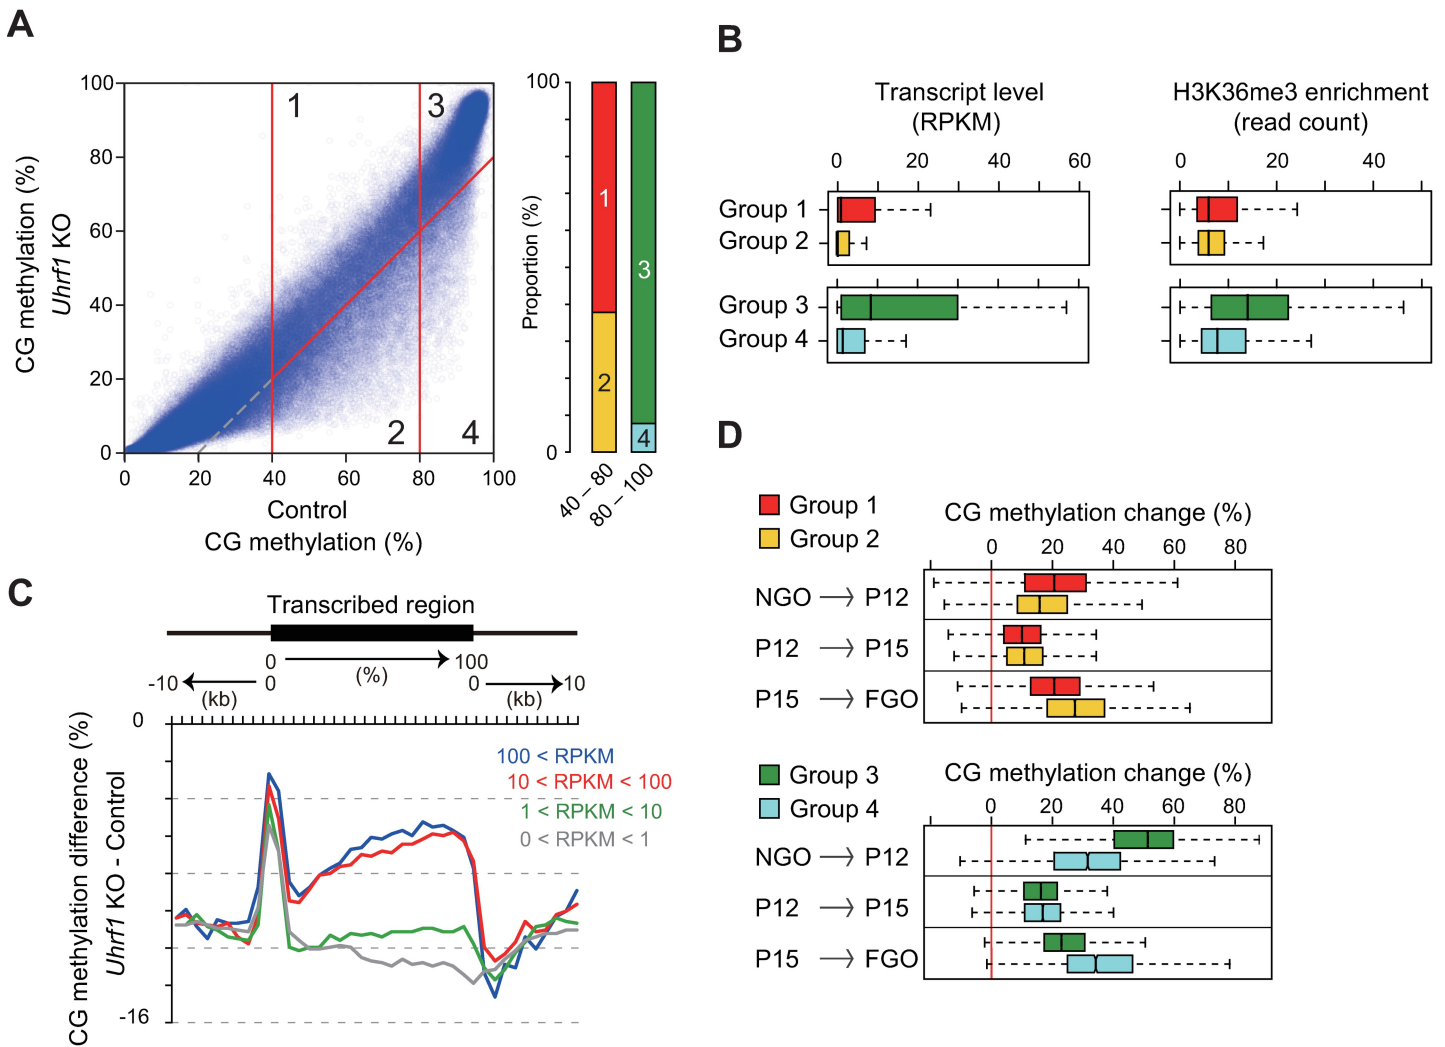 A
CG methylation (%)
Uhrf1 KO
100
80
60
40
20
0
1
3
2
4
0
20
40
60
80
100
Control
CG methylation (%)
Proportion (%)
100
0
1
2
3
4
40 – 80
80 – 100
B
Transcript level
(RPKM)
0
20
40
60
H3K36me3 enrichment
(read count)
0
20
40
Group 1
Group 2
Group 3
Group 4
C
Transcribed region
0
100
(%)
-10
0
0
10
(kb)
(kb)
CG methylation difference (%)
Uhrf1 KO - Control
0
-16
100 < RPKM
10 < RPKM < 100
1 < RPKM < 10
0 < RPKM < 1
D
Group 1
Group 2
CG methylation change (%)
0
20
40
60
80
NGO → P12
P12 → P15
P15 → FGO
Group 3
Group 4
CG methylation change (%)
0
20
40
60
80
NGO → P12
P12 → P15
P15 → FGO